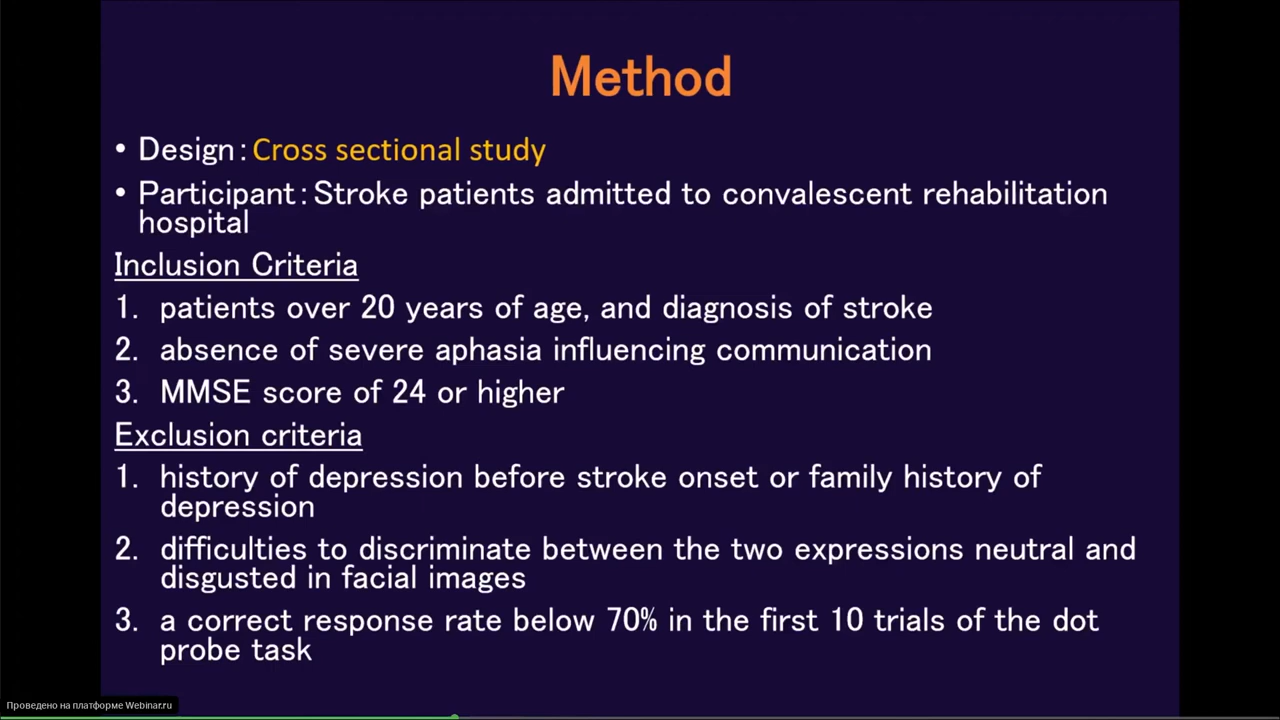 Method
• Design：Cross sectional study
• Participant：Stroke patients admitted to convalescent rehabilitation
hospital
Inclusion Criteria
1. patients over 20 years of age, and diagnosis of stroke
2. absence of severe aphasia influencing communication
3. MMSE score of 24 or higher
Exclusion criteria
1. history of depression before stroke onset or family history of
depression
2. difficulties to discriminate between the two expressions neutral and
disgusted in facial images
3. a correct response rate below 70% in the first 10 trials of the dot
probe task
Проведено на платформе Webinar.ru